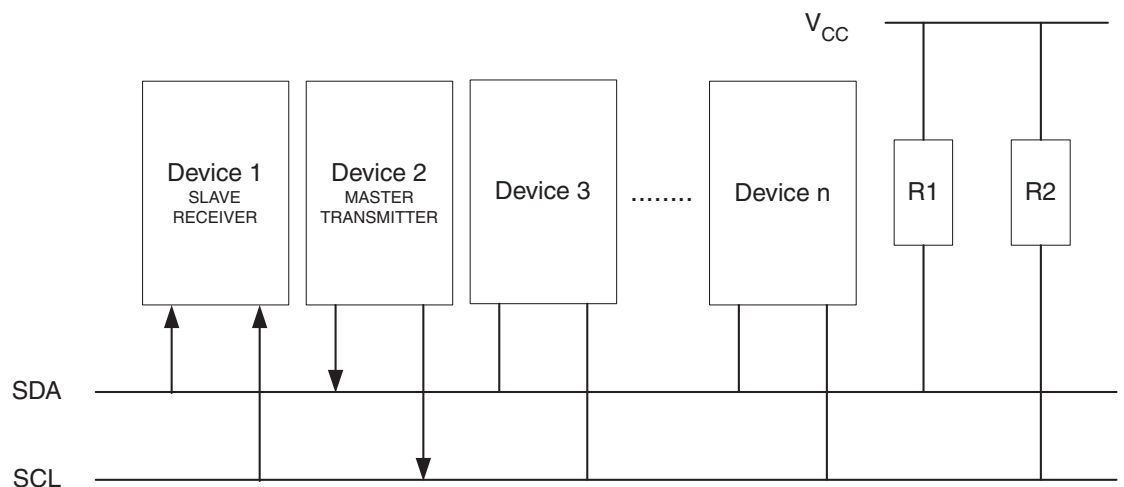 V_CC
Device 1
SLAVE
RECEIVER
Device 2
MASTER
TRANSMITTER
Device 3
........
Device n
R1
R2
SDA
SCL